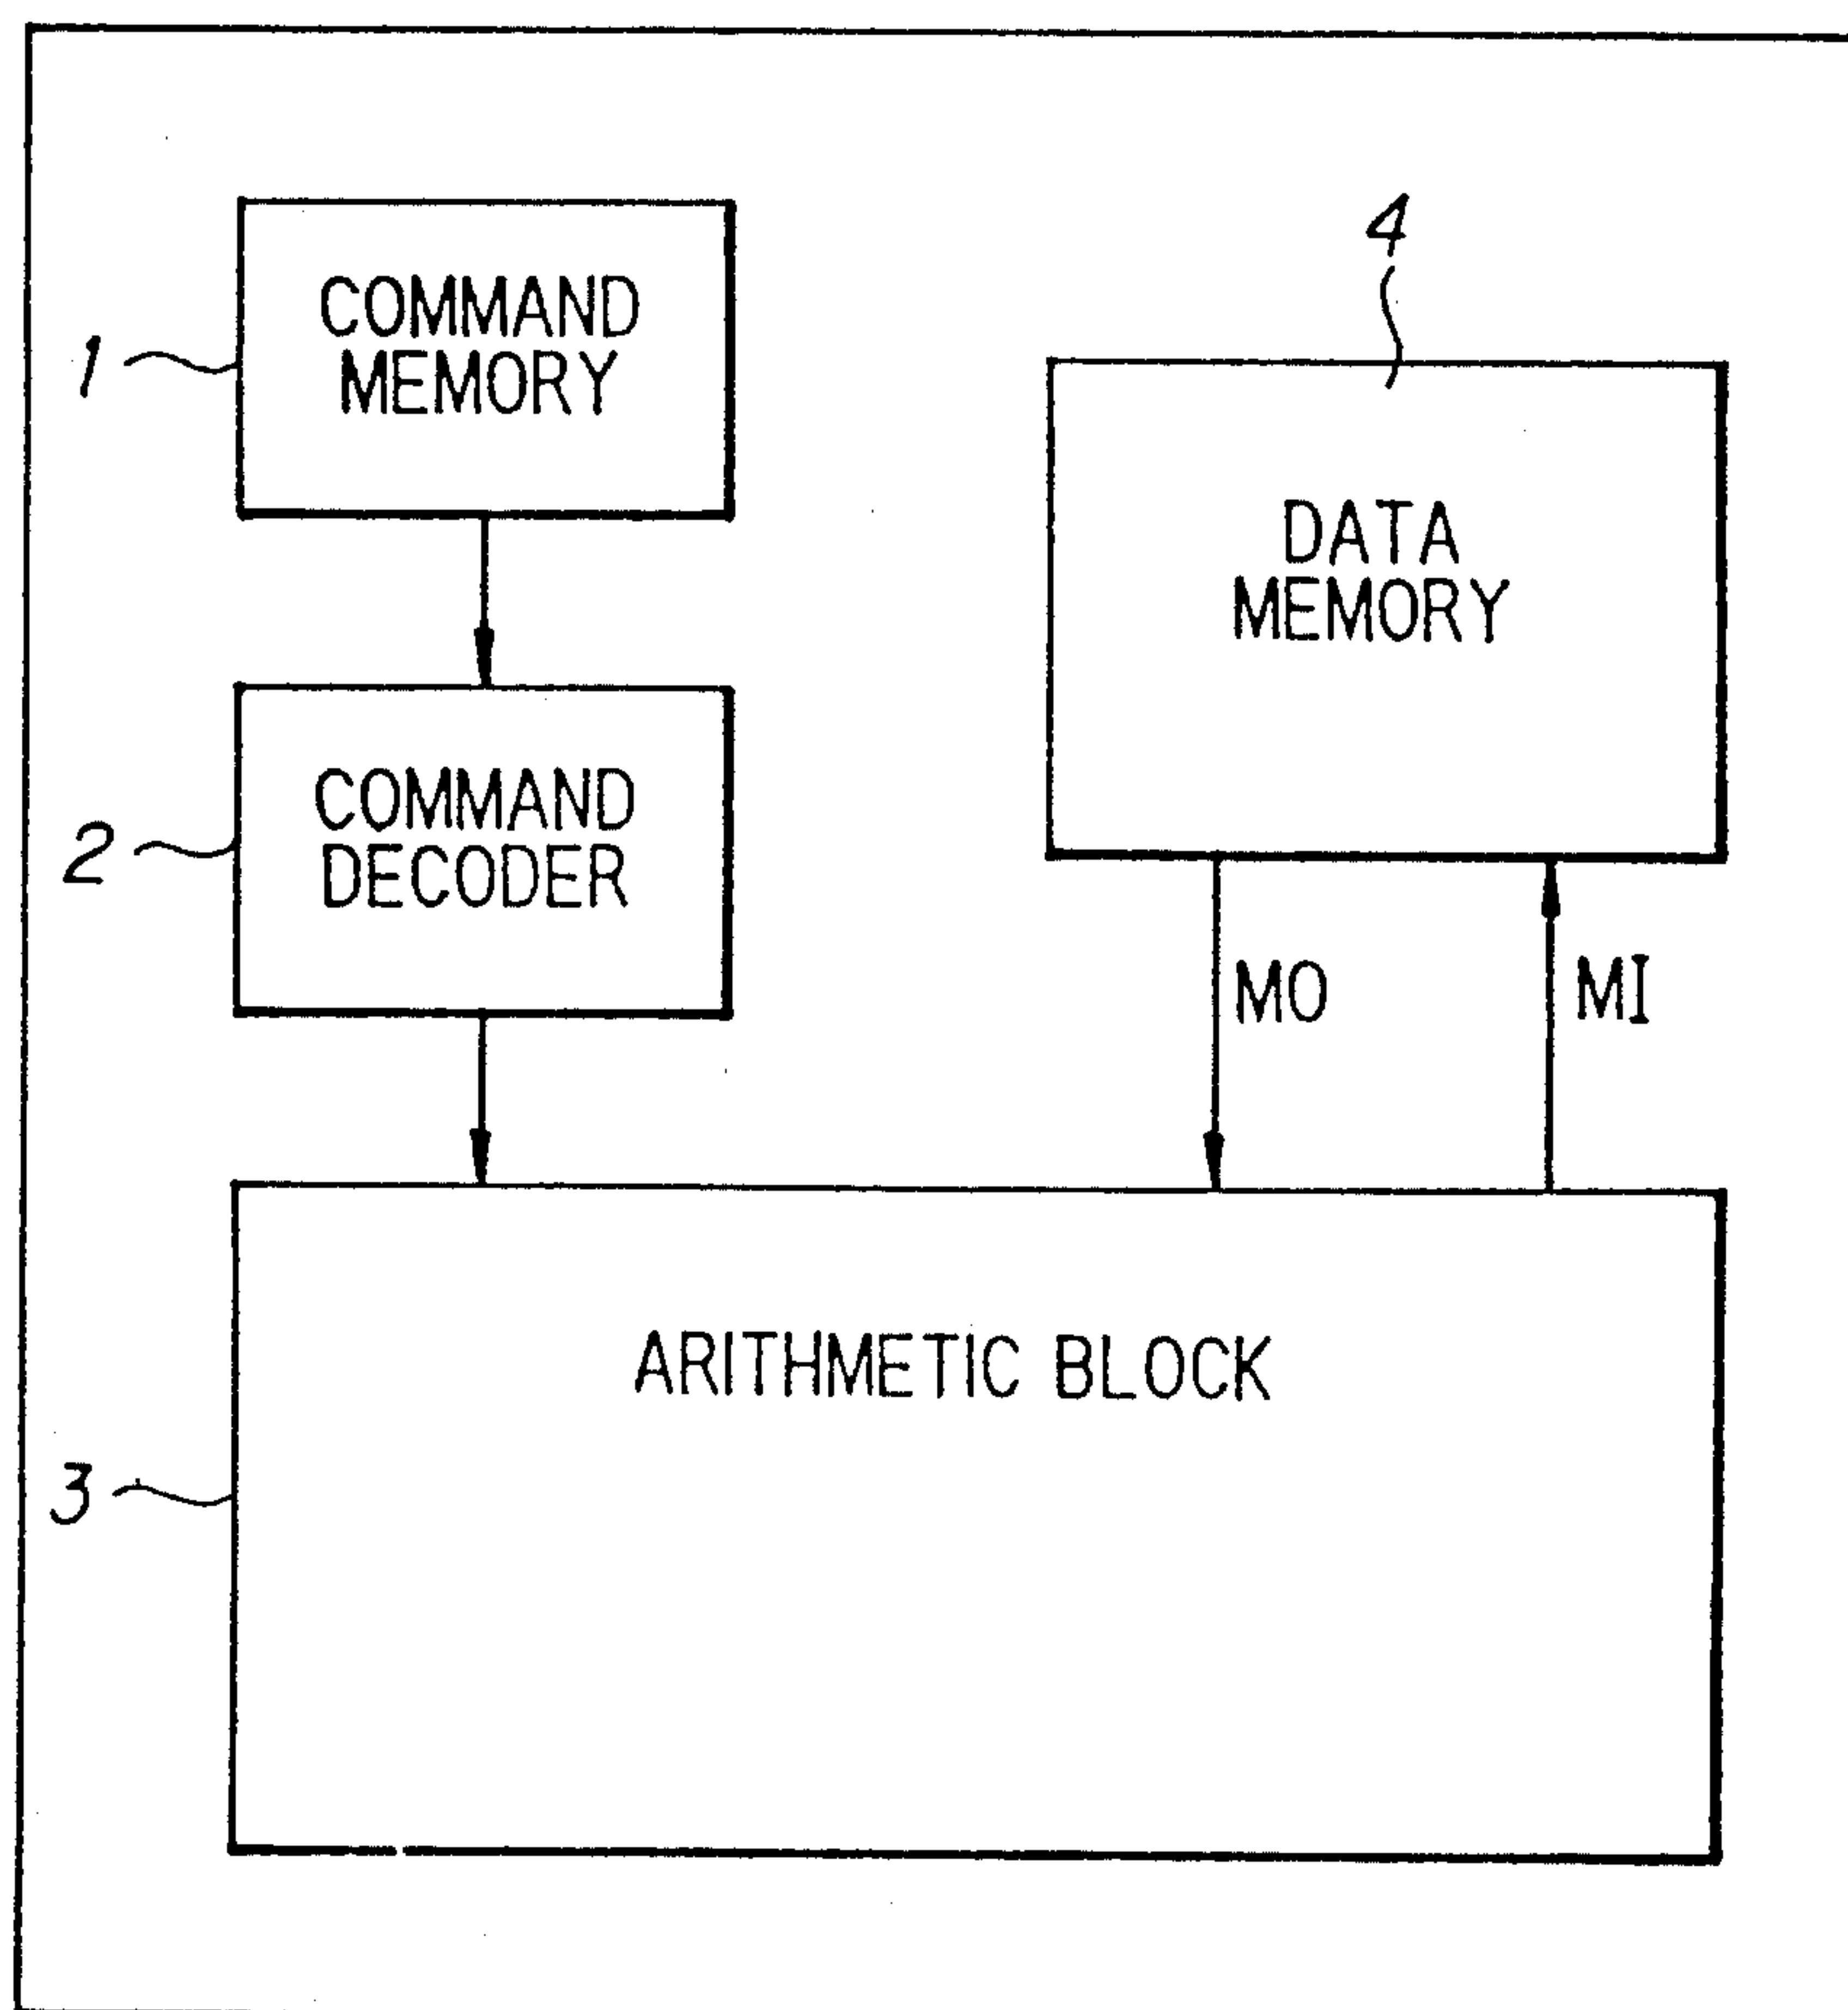 1
COMMAND
MEMORY
4
DATA
MEMORY
2
COMMAND
DECODER
MO
MI
ARITHMETIC BLOCK
3